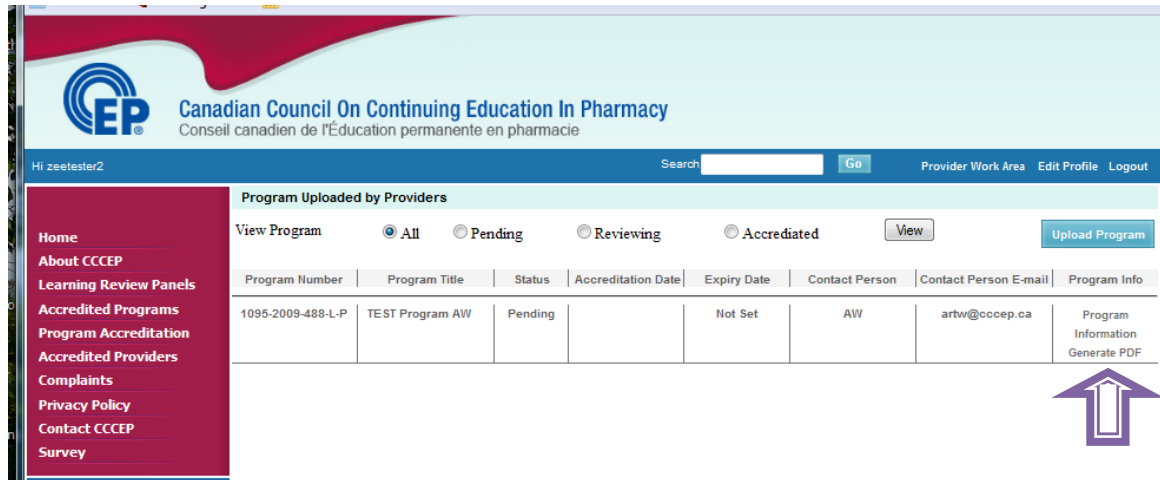 CEP
Canadian Council On Continuing Education In Pharmacy
Conseil canadien de l'Éducation permanente en pharmacie
Hi zeetester2 Search Go Provider Work Area Edit Profile Logout
Home
About CCCEP
Learning Review Panels
Accredited Programs
Program Accreditation
Accredited Providers
Complaints
Privacy Policy
Contact CCCEP
Survey
Program Uploaded by Providers
View Program All Pending Reviewing Accrediated View Upload Program
Program Number Program Title Status Accreditation Date Expiry Date Contact Person Contact Person E-mail Program Info
1095-2009-488-L-P TEST Program AW Pending Not Set AW artw@cccep.ca Program
Information
Generate PDF